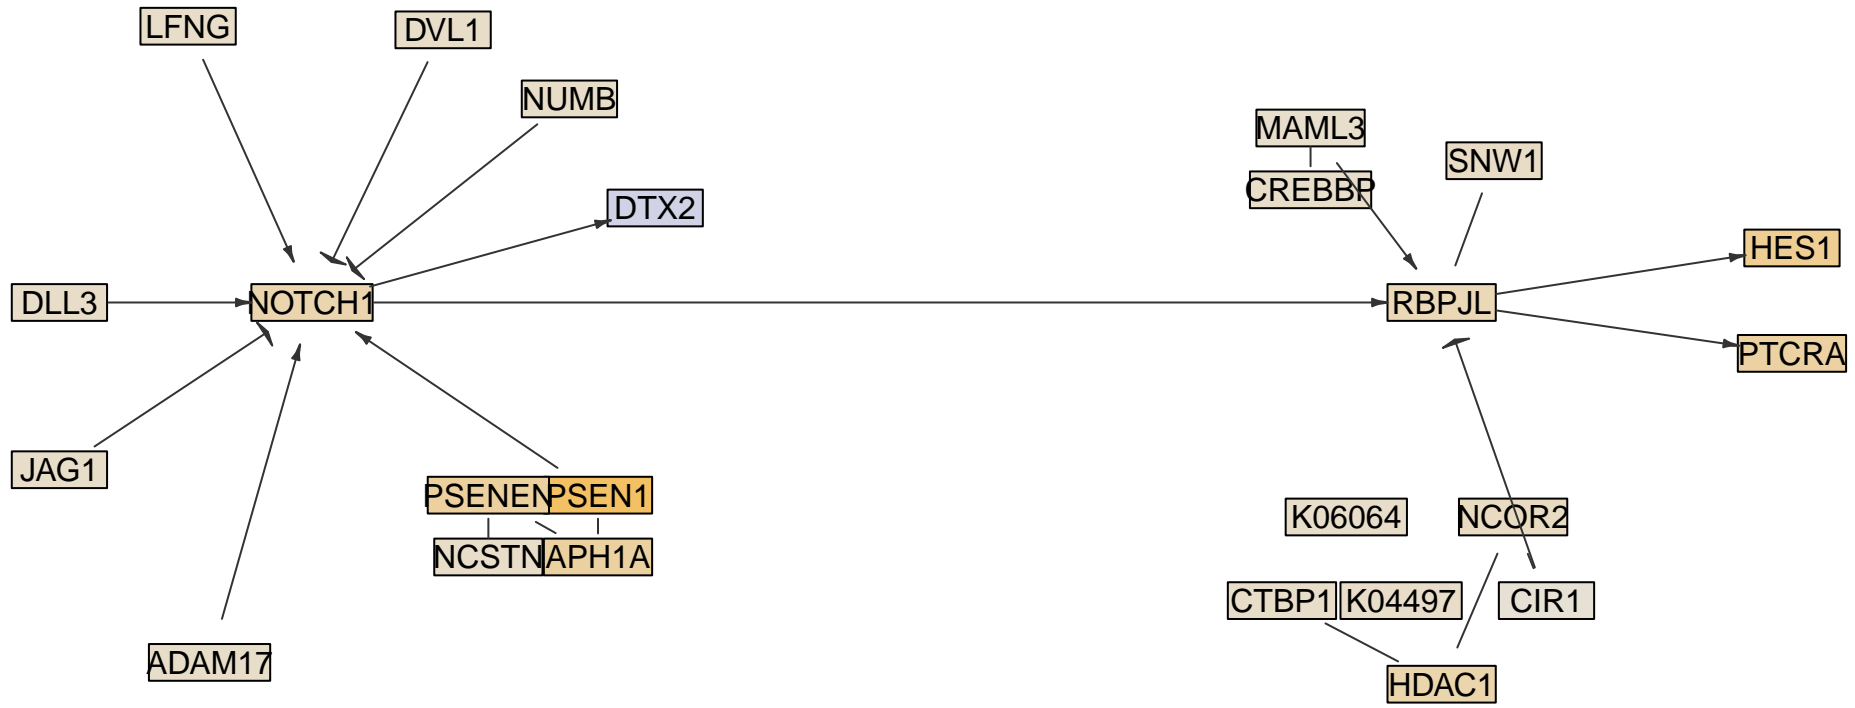 LFNG
DVL1
NUMB
MAML3
SNW1
CREBBP
DTX2
HES1
DLL3
NOTCH1
RBPJL
PTCRA
JAG1
PSENEN
PSEN1
K06064
NCOR2
NCSTN
APH1A
CTBP1
K04497
CIR1
ADAM17
HDAC1